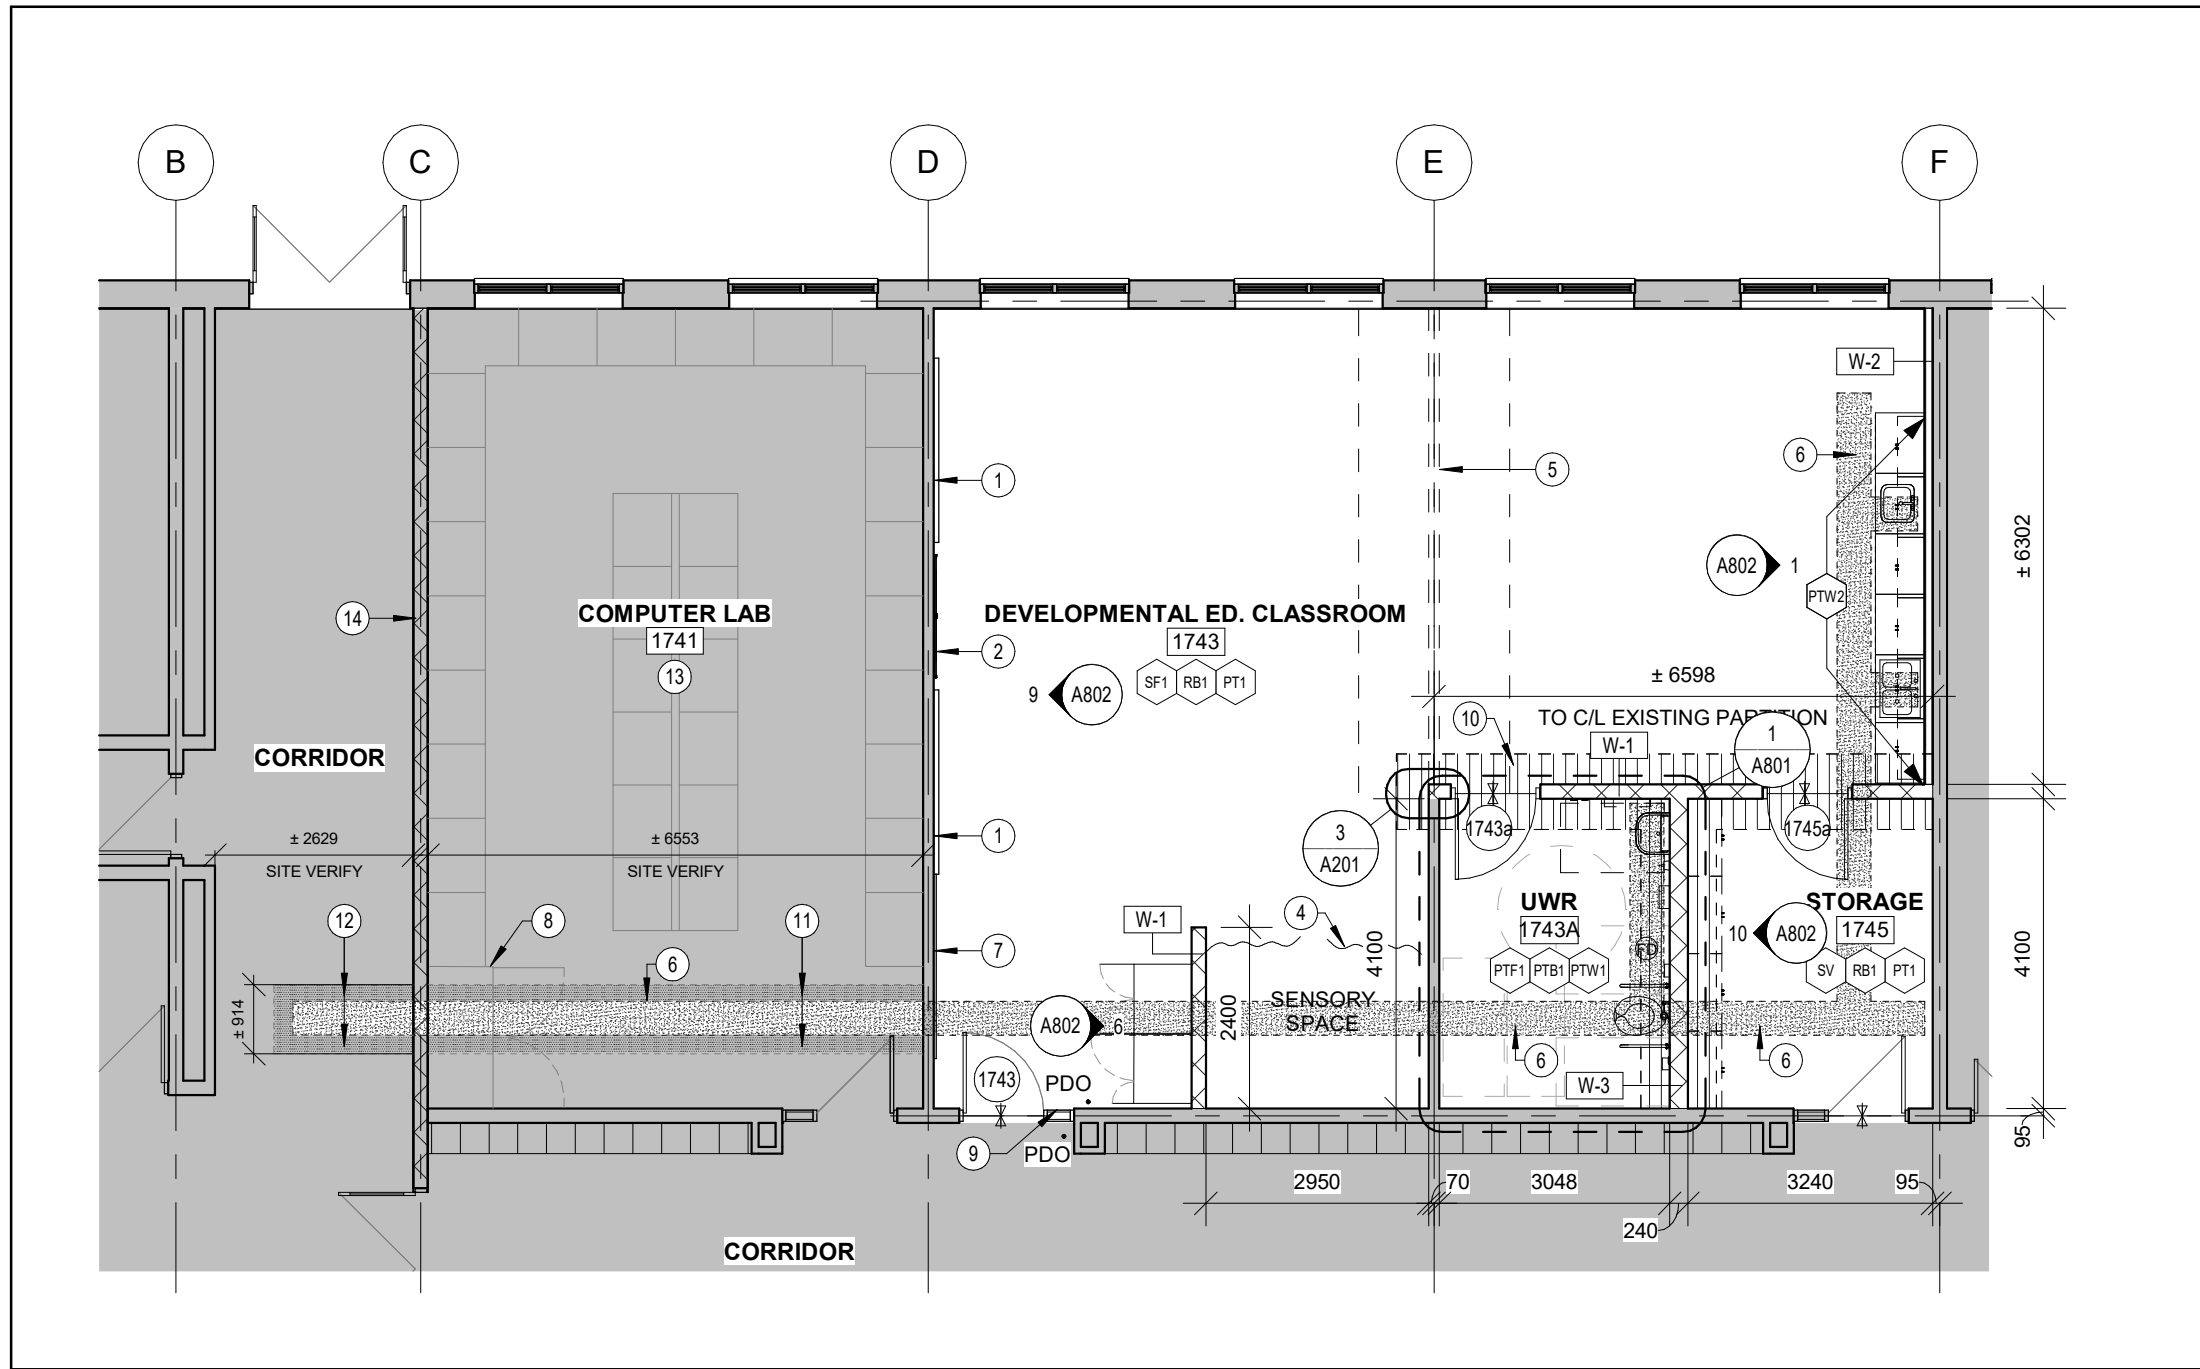 B
C
D
E
F
W-2
6
1
5
± 6302
A802 1
PTW2
14
COMPUTER LAB
1741
13
DEVELOPMENTAL ED. CLASSROOM
1743
SF1 RB1 PT1
2
9 A802
± 6598
TO C/L EXISTING PARTITION
10
W-1
1
A801
CORRIDOR
± 2629
SITE VERIFY
± 6553
SITE VERIFY
1
3
A201
1743a
1745a
12
8
11
6
7
W-1
4
4100
UWR
1743A
PTF1 PTB1 PTW1
FD
STORAGE
1745
10 A802
SV RB1 PT1
4100
± 914
A802 6
2400
SENSORY
SPACE
6
6
W-3
1743
PDO
9
PDO
95
2950
70
3048
240
3240
95
CORRIDOR